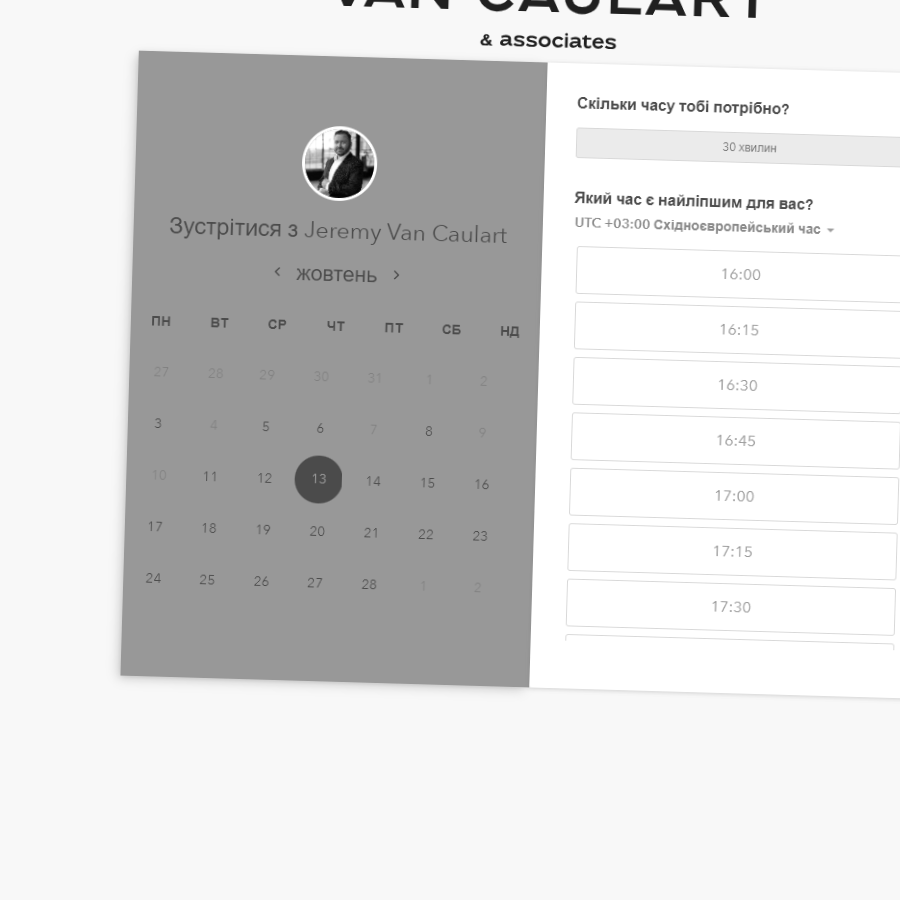 VAN CAULART
& associates
Зустрітися з Jeremy Van Caulart
жовтень
ПН ВТ СР ЧТ ПТ СБ НД
27 28 29 30 31 1 2
3 4 5 6 7 8 9
10 11 12 13 14 15 16
17 18 19 20 21 22 23
24 25 26 27 28 1 2
Скільки часу тобі потрібно?
30 хвилин
Який час є найліпшим для вас?
UTC +03:00 Східноєвропейський час
16:00
16:15
16:30
16:45
17:00
17:15
17:30